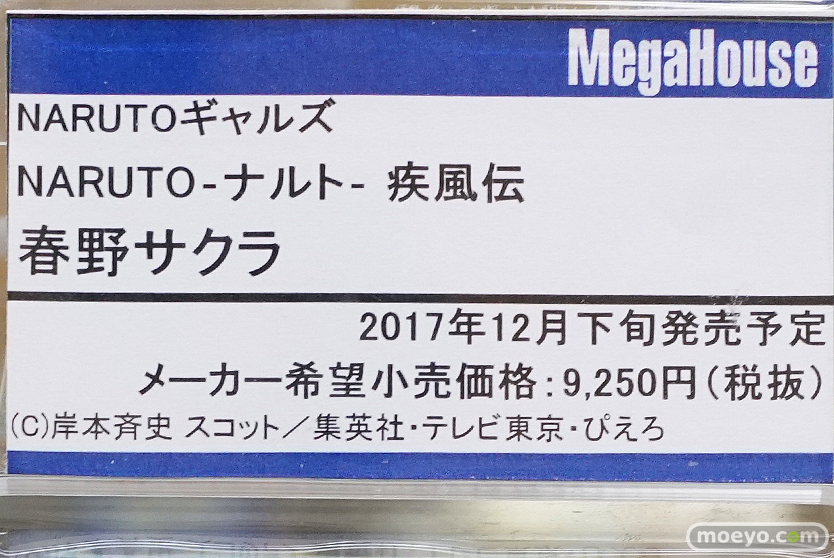 MegaHouse
NARUTOギャルズ
NARUTO-ナルト- 疾風伝
春野サクラ
2017年12月下旬発売予定
メーカー希望小売価格：9,250円（税抜）
(C)岸本斉史 スコット／集英社・テレビ東京・ぴえろ
moeyo.com